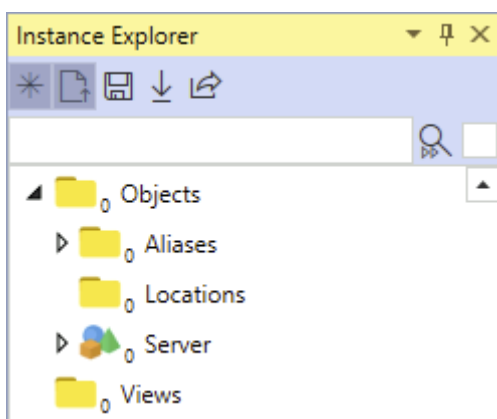 Instance Explorer
0 Objects
0 Aliases
0 Locations
0 Server
0 Views